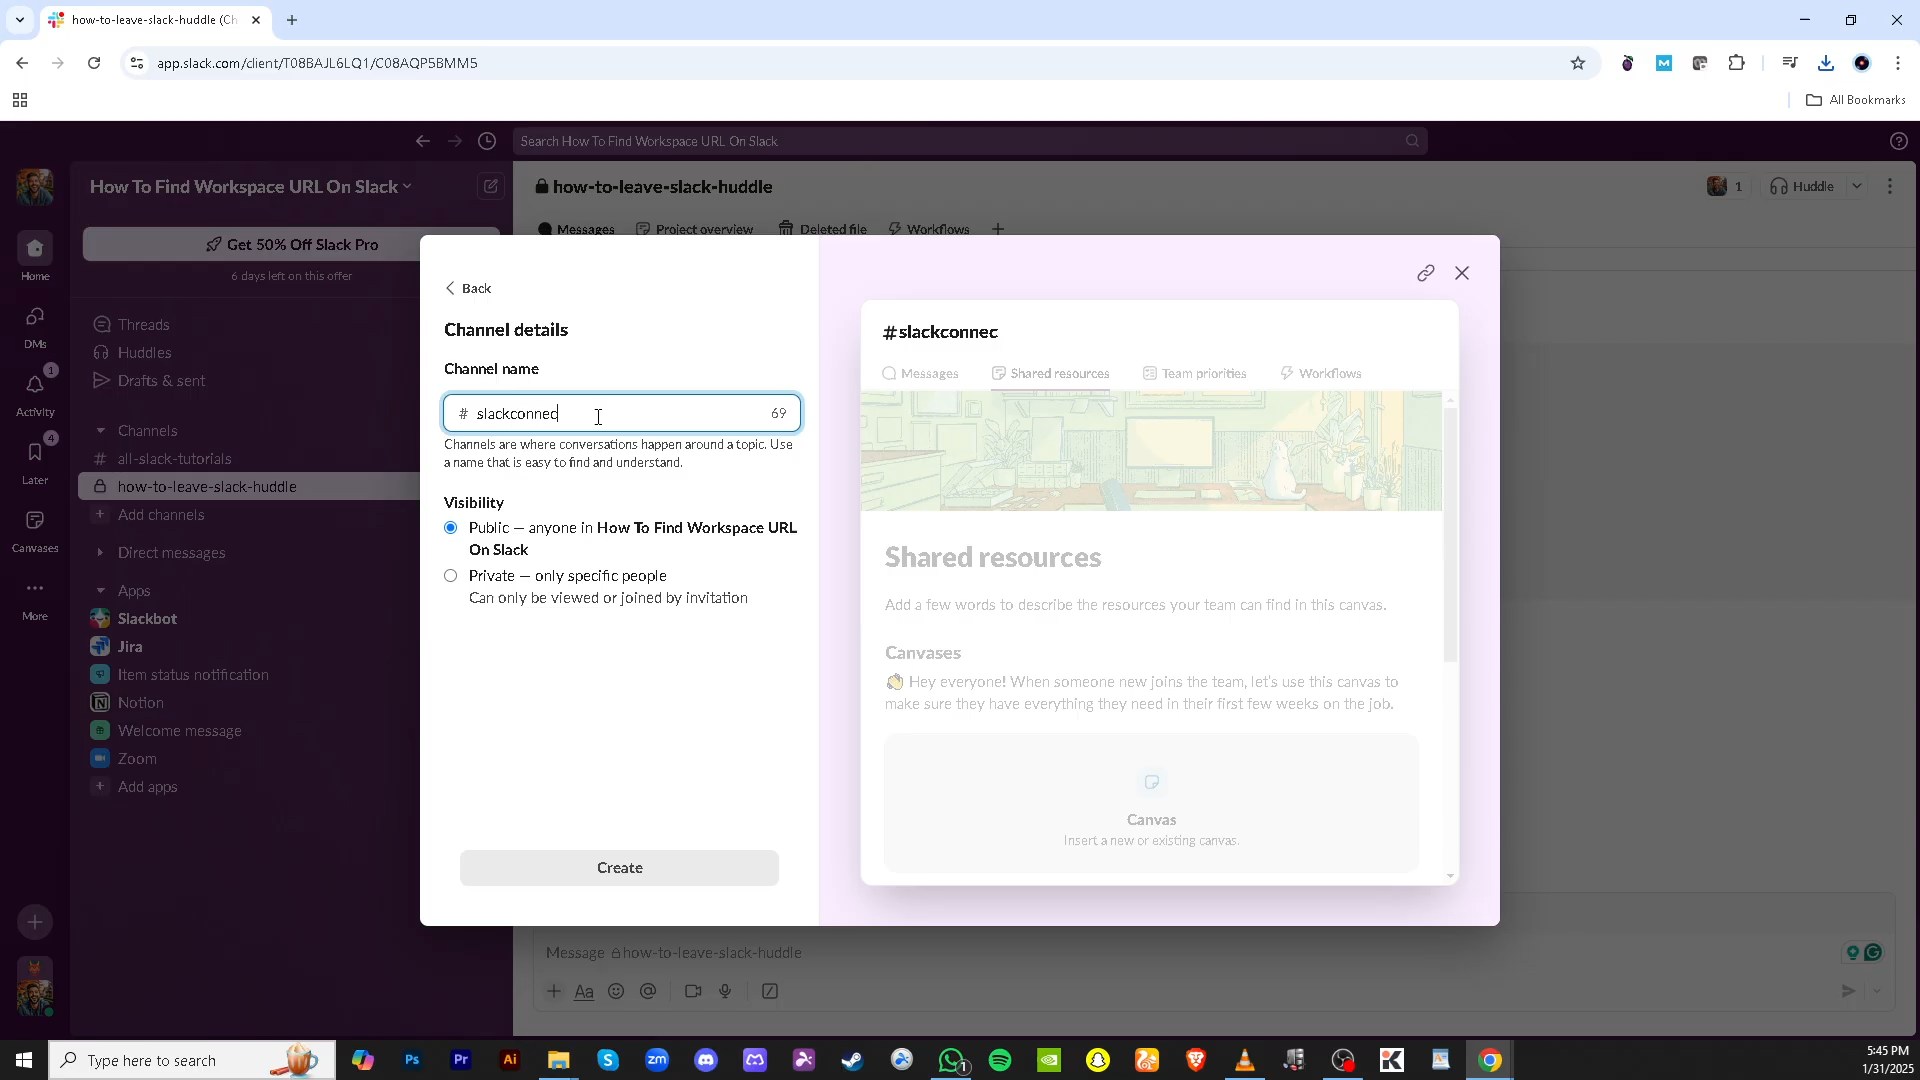 how-to-leave-slack-huddle (Ch
app.slack.com/client/T08BAJL6LQ1/C08AQP5BMM5
All Bookmarks
Search How To Find Workspace URL On Slack
How To Find Workspace URL On Slack
how-to-leave-slack-huddle
1
Huddle
Messages
Project overview
Deleted file
Workflows
Get 50% Off Slack Pro
6 days left on this offer
Home
DMs
1
Activity
4
Later
Canvases
More
Threads
Huddles
Drafts & sent
Channels
# all-slack-tutorials
how-to-leave-slack-huddle
+ Add channels
Direct messages
Apps
Slackbot
Jira
Item status notification
Notion
Welcome message
Zoom
+ Add apps
Back
Channel details
Channel name
# slackconnec
69
Channels are where conversations happen around a topic. Use
a name that is easy to find and understand.
Visibility
Public — anyone in How To Find Workspace URL
On Slack
Private — only specific people
Can only be viewed or joined by invitation
Create
# slackconnec
Messages
Shared resources
Team priorities
Workflows
Shared resources
Add a few words to describe the resources your team can find in this canvas.
Canvases
👋 Hey everyone! When someone new joins the team, let's use this canvas to
make sure they have everything they need in their first few weeks on the job.
Canvas
Insert a new or existing canvas.
Message how-to-leave-slack-huddle
Aa
Type here to search
Ps
Pr
Ai
zm
1
K
5:45 PM
1/31/2025